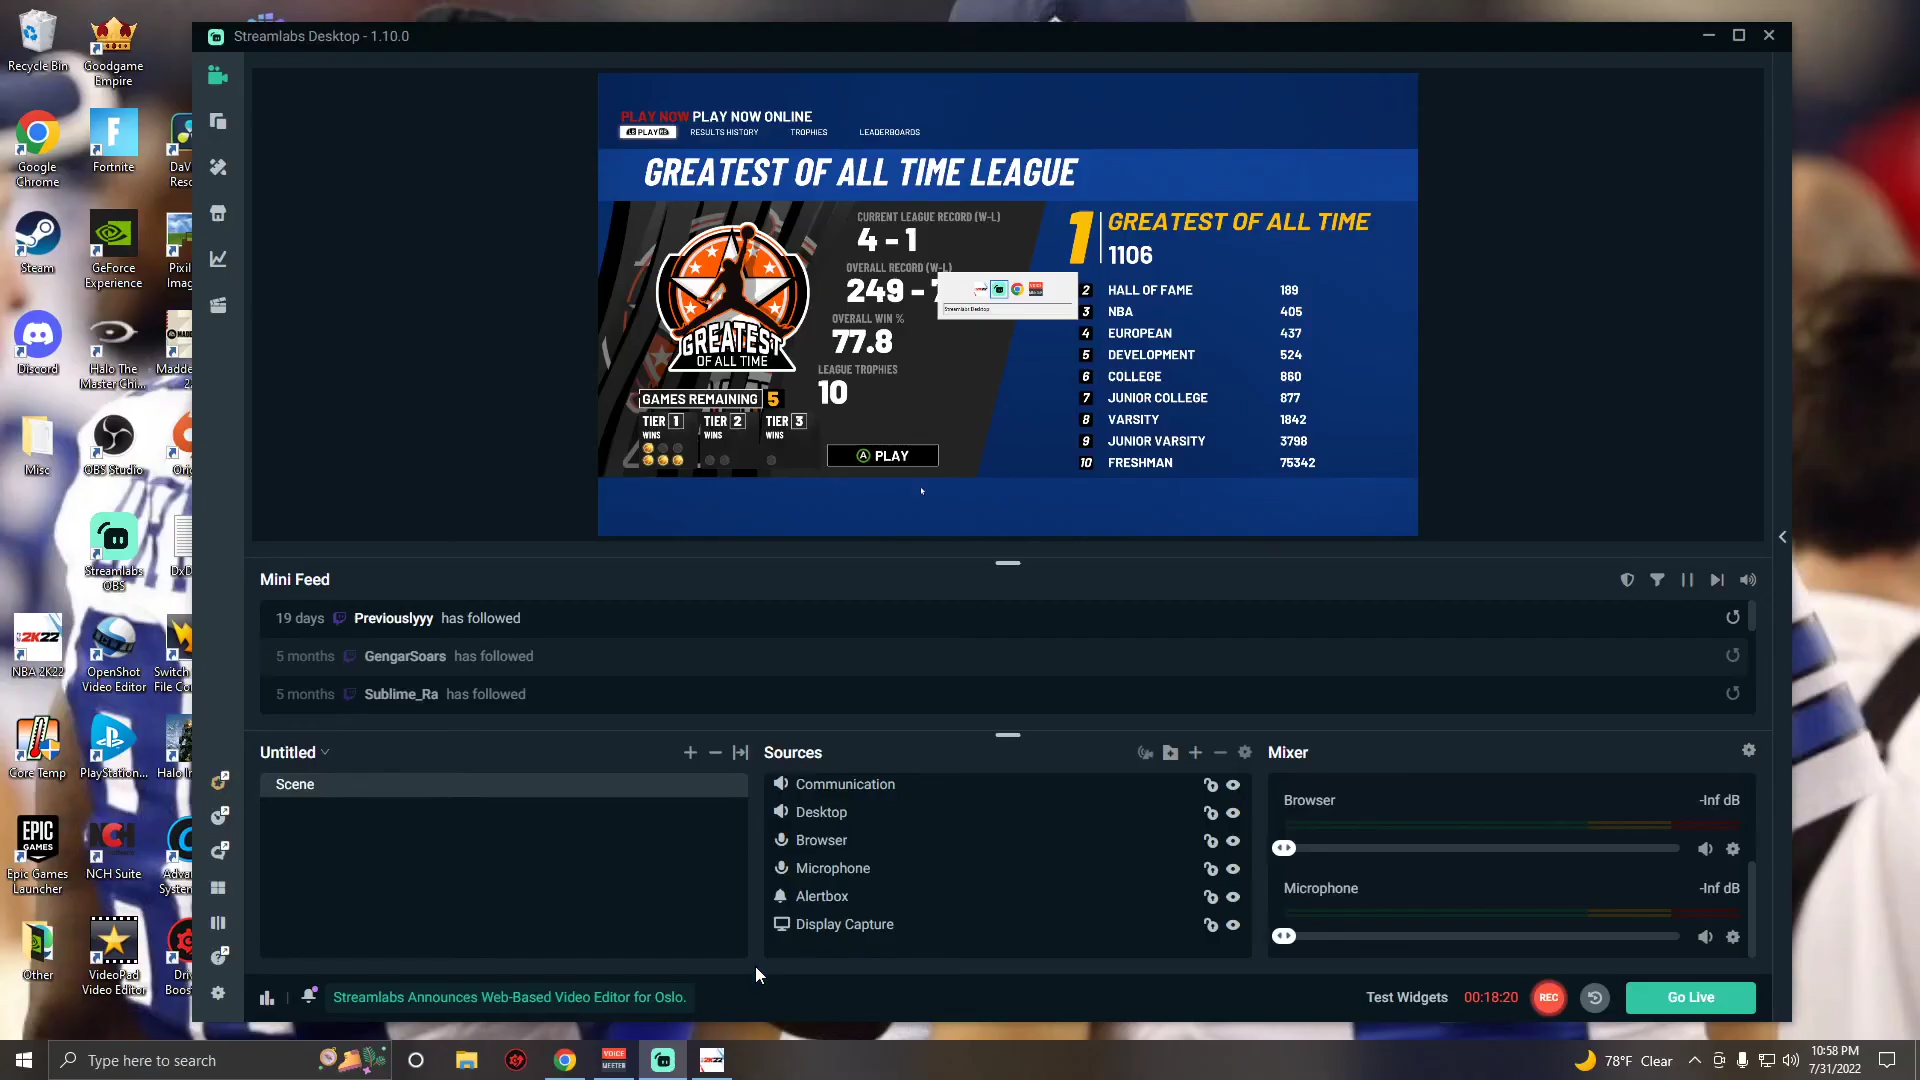 Streamlabs Desktop - 1.10.0
Recycle Bin
Goodgame Empire
Google Chrome
Fortnite
Steam
GeForce Experience
Discord
Halo The Master Chi...
Misc
OBS Studio
Streamlabs OBS
NBA 2K22
OpenShot Video Editor
Core Temp
PlayStation...
Epic Games Launcher
NCH Suite
Other
VideoPad Video Editor
PLAY NOW PLAY NOW ONLINE
PLAY
RESULTS HISTORY
TROPHIES
LEADERBOARDS
GREATEST OF ALL TIME LEAGUE
GREATEST
OF ALL TIME
CURRENT LEAGUE RECORD (W-L)
4 - 1
OVERALL RECORD (W-L)
249 -
OVERALL WIN %
77.8
LEAGUE TROPHIES
10
GAMES REMAINING 5
TIER 1 WINS
TIER 2 WINS
TIER 3 WINS
A PLAY
Streamlabs Desktop
1 GREATEST OF ALL TIME
1106
2 HALL OF FAME 189
3 NBA 405
4 EUROPEAN 437
5 DEVELOPMENT 524
6 COLLEGE 860
7 JUNIOR COLLEGE 877
8 VARSITY 1842
9 JUNIOR VARSITY 3798
10 FRESHMAN 75342
Mini Feed
19 days Previouslyyy has followed
5 months GengarSoars has followed
5 months Sublime_Ra has followed
Untitled
Scene
Sources
Communication
Desktop
Browser
Microphone
Alertbox
Display Capture
Mixer
Browser -Inf dB
Microphone -Inf dB
Streamlabs Announces Web-Based Video Editor for Oslo.
Test Widgets 00:18:20 REC Go Live
Type here to search
VOICE MEETER
78°F Clear
10:58 PM
7/31/2022